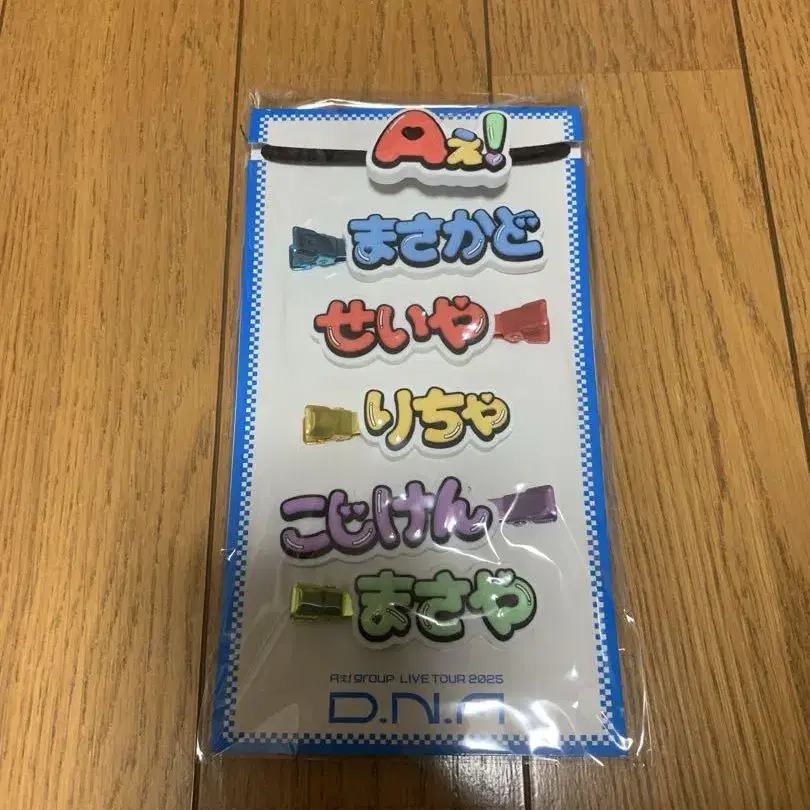 Aぇ!
まさかど
せいや
りちゃ
こじけん
まさや
Aぇ! group LIVE TOUR 2025
D.N.A